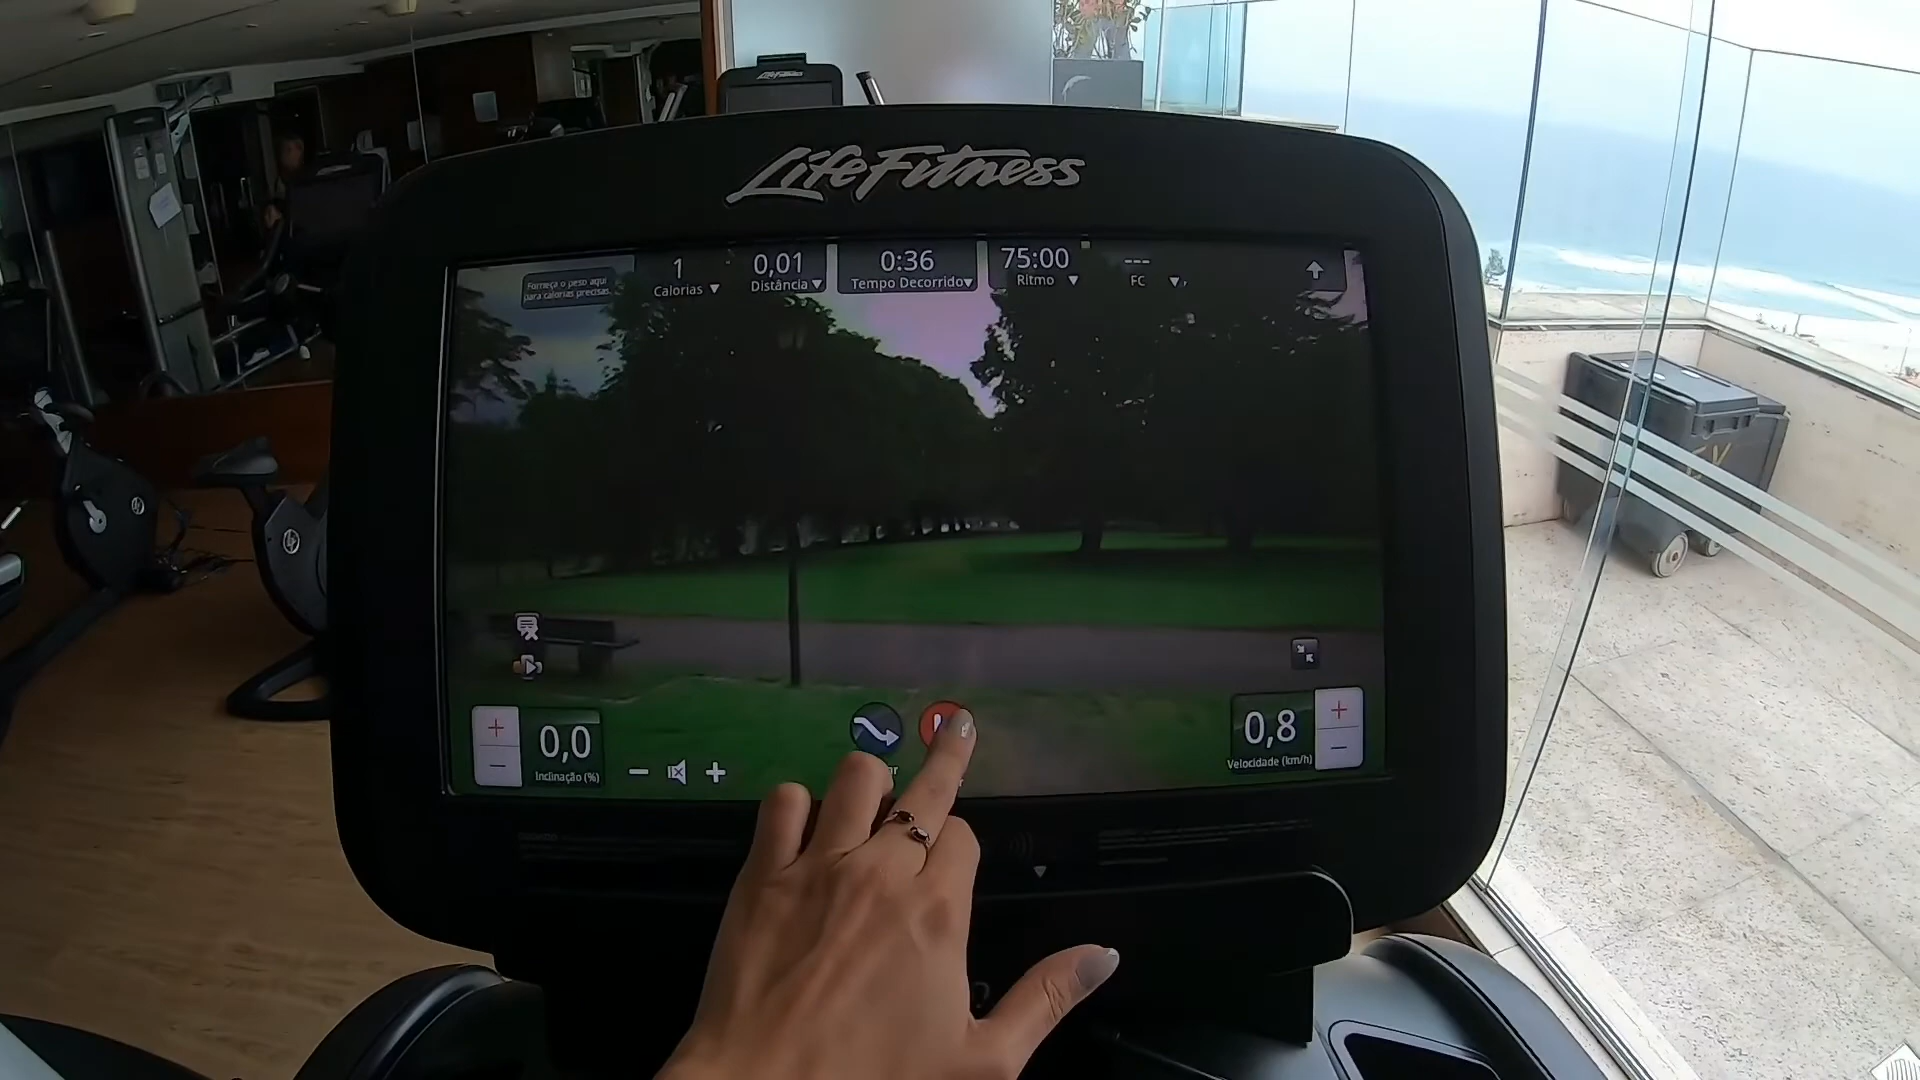 LifeFitness
Forneça o peso aqui
para calorias precisas.
1
Calorias
0,01
Distância
0:36
Tempo Decorrido
75:00
Ritmo
---
FC
0,0
Inclinação (%)
0,8
Velocidade (km/h)